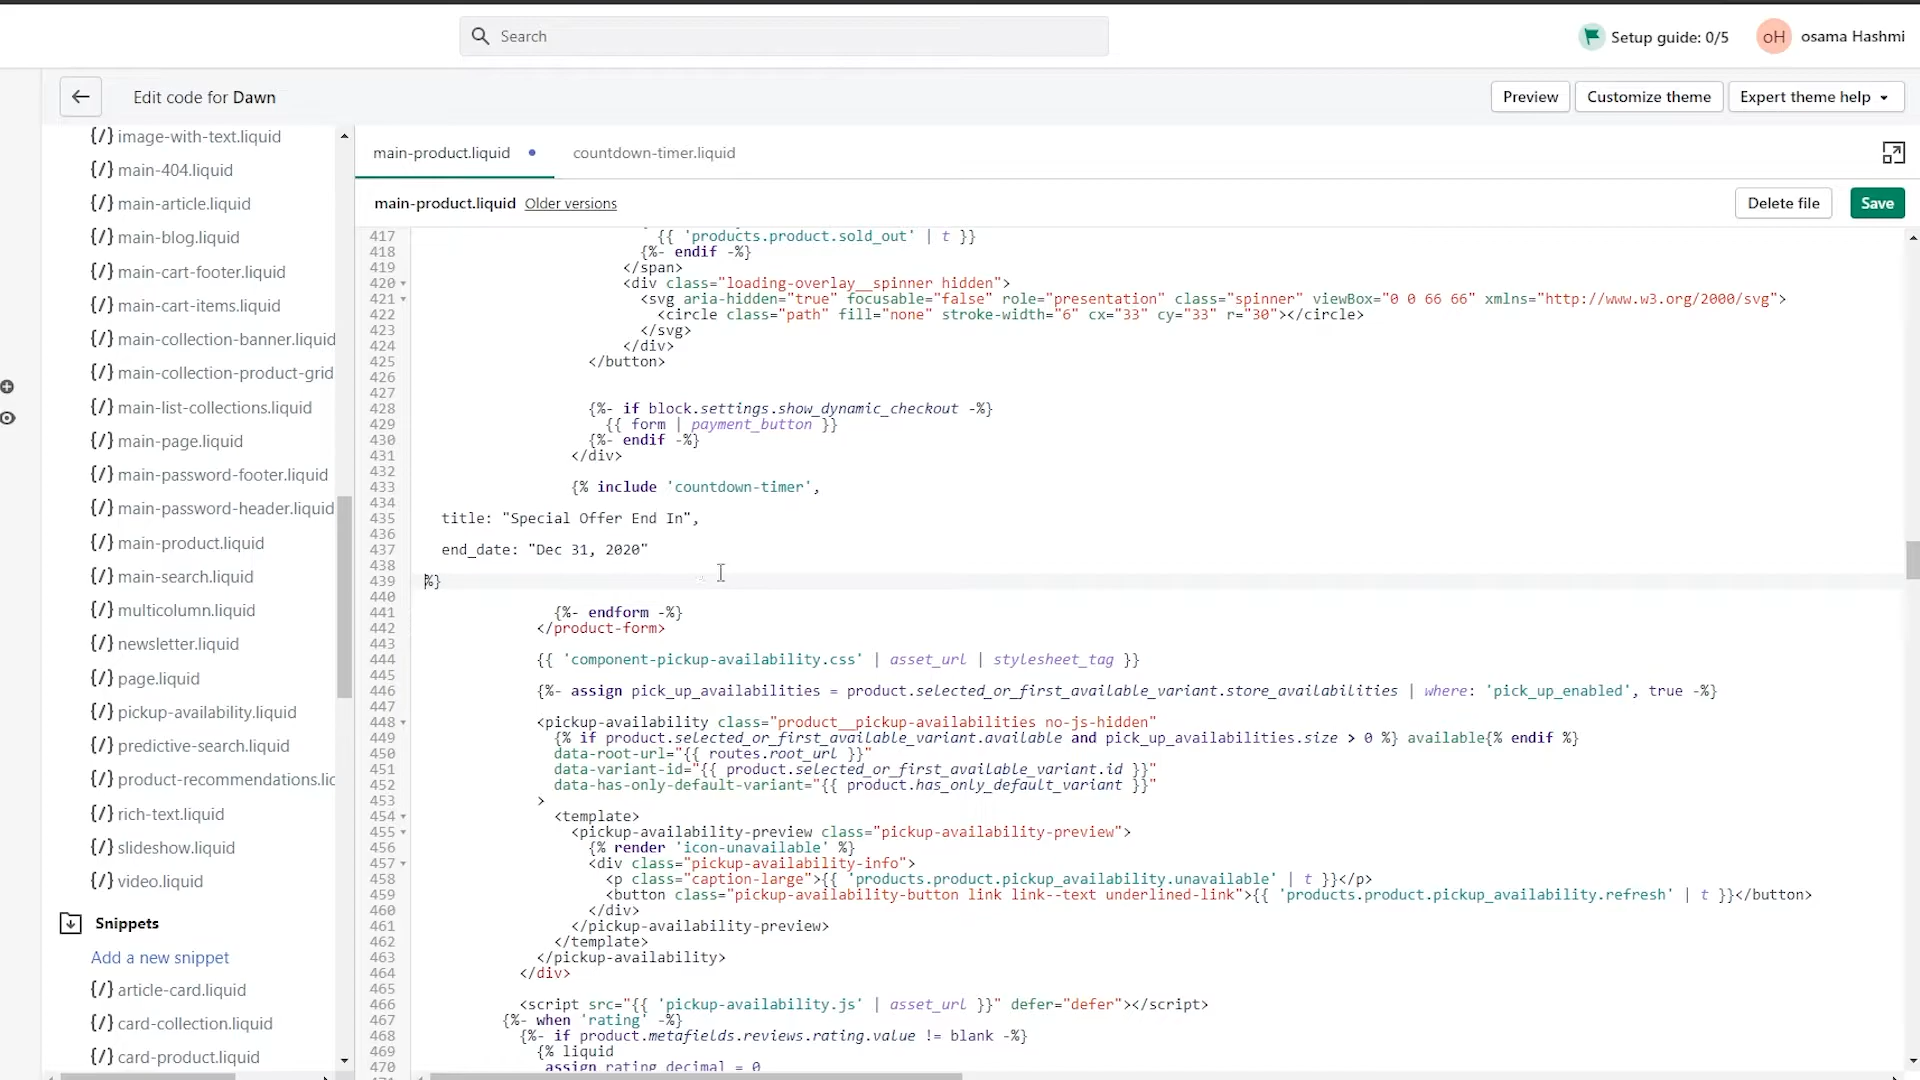 Search
Setup guide: 0/5
oH
osama Hashmi
Edit code for Dawn
Preview
Customize theme
Expert theme help
{/} image-with-text.liquid
{/} main-404.liquid
{/} main-article.liquid
{/} main-blog.liquid
{/} main-cart-footer.liquid
{/} main-cart-items.liquid
{/} main-collection-banner.liquid
{/} main-collection-product-grid
{/} main-list-collections.liquid
{/} main-page.liquid
{/} main-password-footer.liquid
{/} main-password-header.liquid
{/} main-product.liquid
{/} main-search.liquid
{/} multicolumn.liquid
{/} newsletter.liquid
{/} page.liquid
{/} pickup-availability.liquid
{/} predictive-search.liquid
{/} product-recommendations.lic
{/} rich-text.liquid
{/} slideshow.liquid
{/} video.liquid
Snippets
Add a new snippet
{/} article-card.liquid
{/} card-collection.liquid
{/} card-product.liquid
main-product.liquid
countdown-timer.liquid
main-product.liquid Older versions
Delete file
Save
417 {{ 'products.product.sold_out' | t }}
418 {%- endif -%}
419 </span>
420 <div class="loading-overlay__spinner hidden">
421 <svg aria-hidden="true" focusable="false" role="presentation" class="spinner" viewBox="0 0 66 66" xmlns="http://www.w3.org/2000/svg">
422 <circle class="path" fill="none" stroke-width="6" cx="33" cy="33" r="30"></circle>
423 </svg>
424 </div>
425 </button>
426
427
428 {%- if block.settings.show_dynamic_checkout -%}
429 {{ form | payment_button }}
430 {%- endif -%}
431 </div>
432
433 {% include 'countdown-timer',
434
435 title: "Special Offer End In",
436
437 end_date: "Dec 31, 2020"
438
439 %}
440
441 {%- endform -%}
442 </product-form>
443
444 {{ 'component-pickup-availability.css' | asset_url | stylesheet_tag }}
445
446 {%- assign pick_up_availabilities = product.selected_or_first_available_variant.store_availabilities | where: 'pick_up_enabled', true -%}
447
448 <pickup-availability class="product__pickup-availabilities no-js-hidden"
449 {% if product.selected_or_first_available_variant.available and pick_up_availabilities.size > 0 %} available{% endif %}
450 data-root-url="{{ routes.root_url }}"
451 data-variant-id="{{ product.selected_or_first_available_variant.id }}"
452 data-has-only-default-variant="{{ product.has_only_default_variant }}"
453 >
454 <template>
455 <pickup-availability-preview class="pickup-availability-preview">
456 {% render 'icon-unavailable' %}
457 <div class="pickup-availability-info">
458 <p class="caption-large">{{ 'products.product.pickup_availability.unavailable' | t }}</p>
459 <button class="pickup-availability-button link link--text underlined-link">{{ 'products.product.pickup_availability.refresh' | t }}</button>
460 </div>
461 </pickup-availability-preview>
462 </template>
463 </pickup-availability>
464 </div>
465
466 <script src="{{ 'pickup-availability.js' | asset_url }}" defer="defer"></script>
467 {%- when 'rating' -%}
468 {%- if product.metafields.reviews.rating.value != blank -%}
469 {% liquid
470 assign rating_decimal = 0